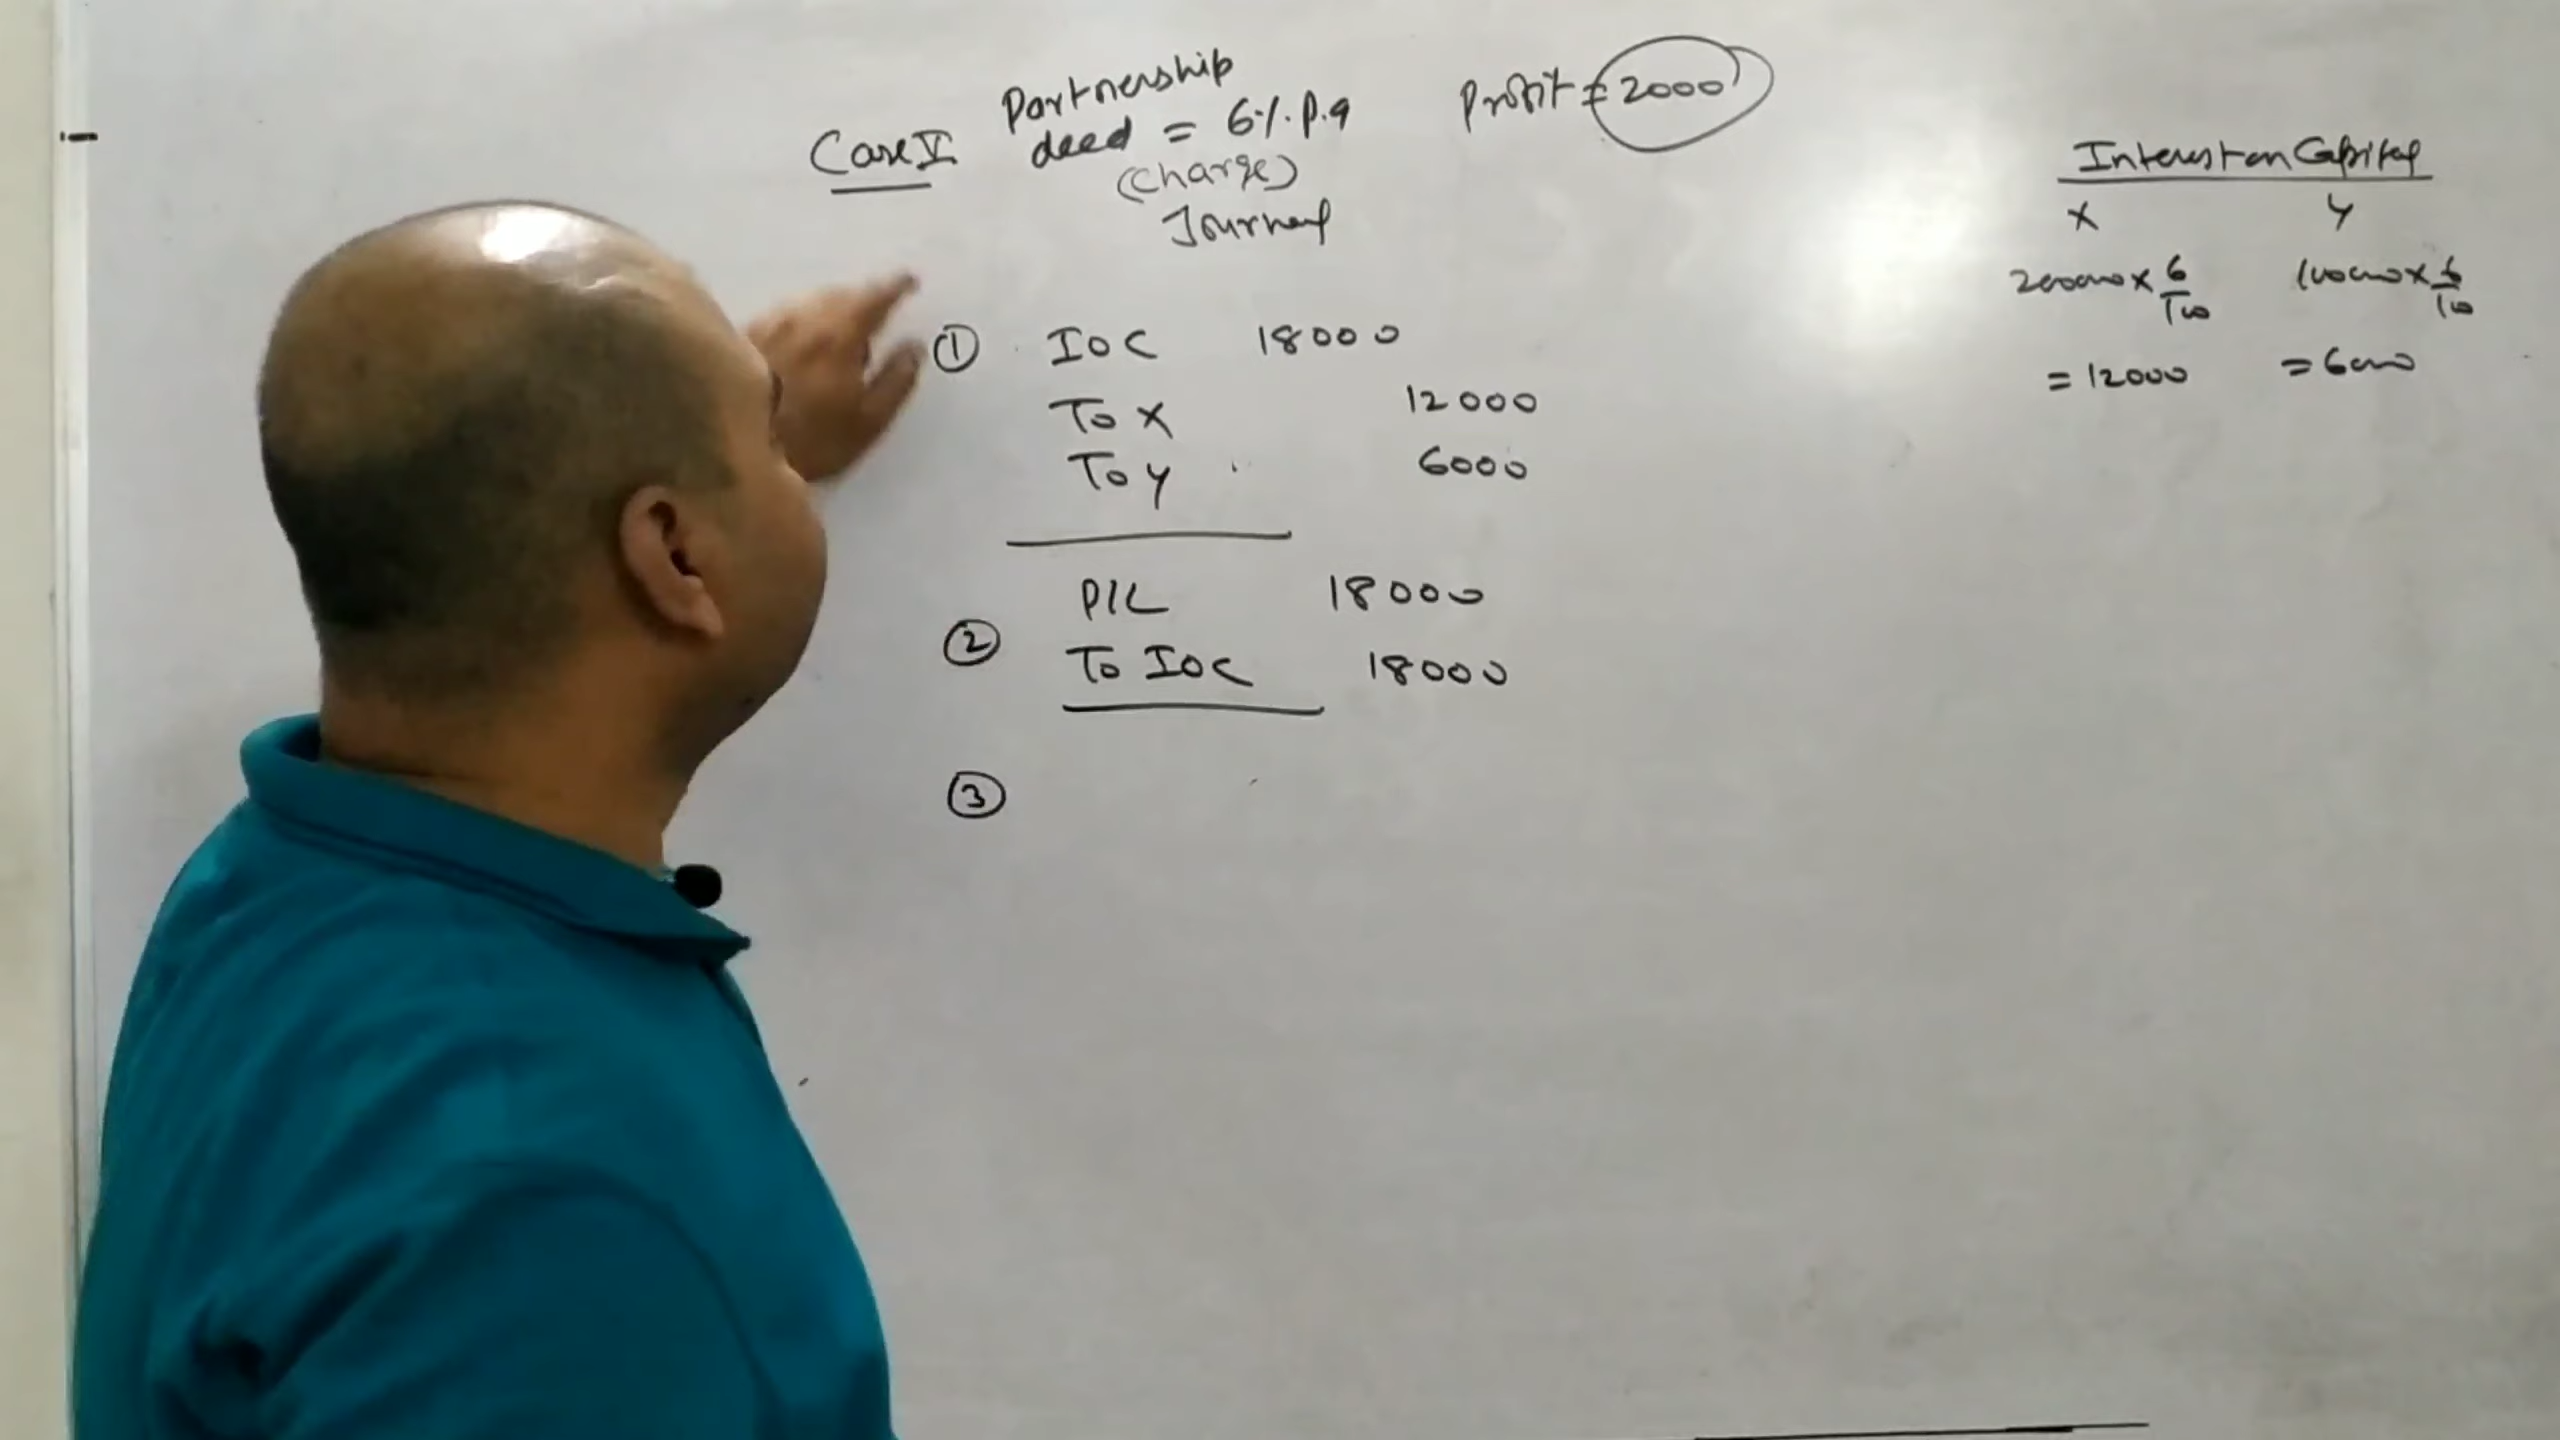 Partnership
Case V deed = 6%. P.a Profit = 2000
(Charge)
Journal
① IOC 18000
To X 12000
To Y 6000
P/L 18000
② To IOC 18000
③
Interest on Capital
X Y
200000 × 6/100 100000 × 6/100
= 12000 = 6000